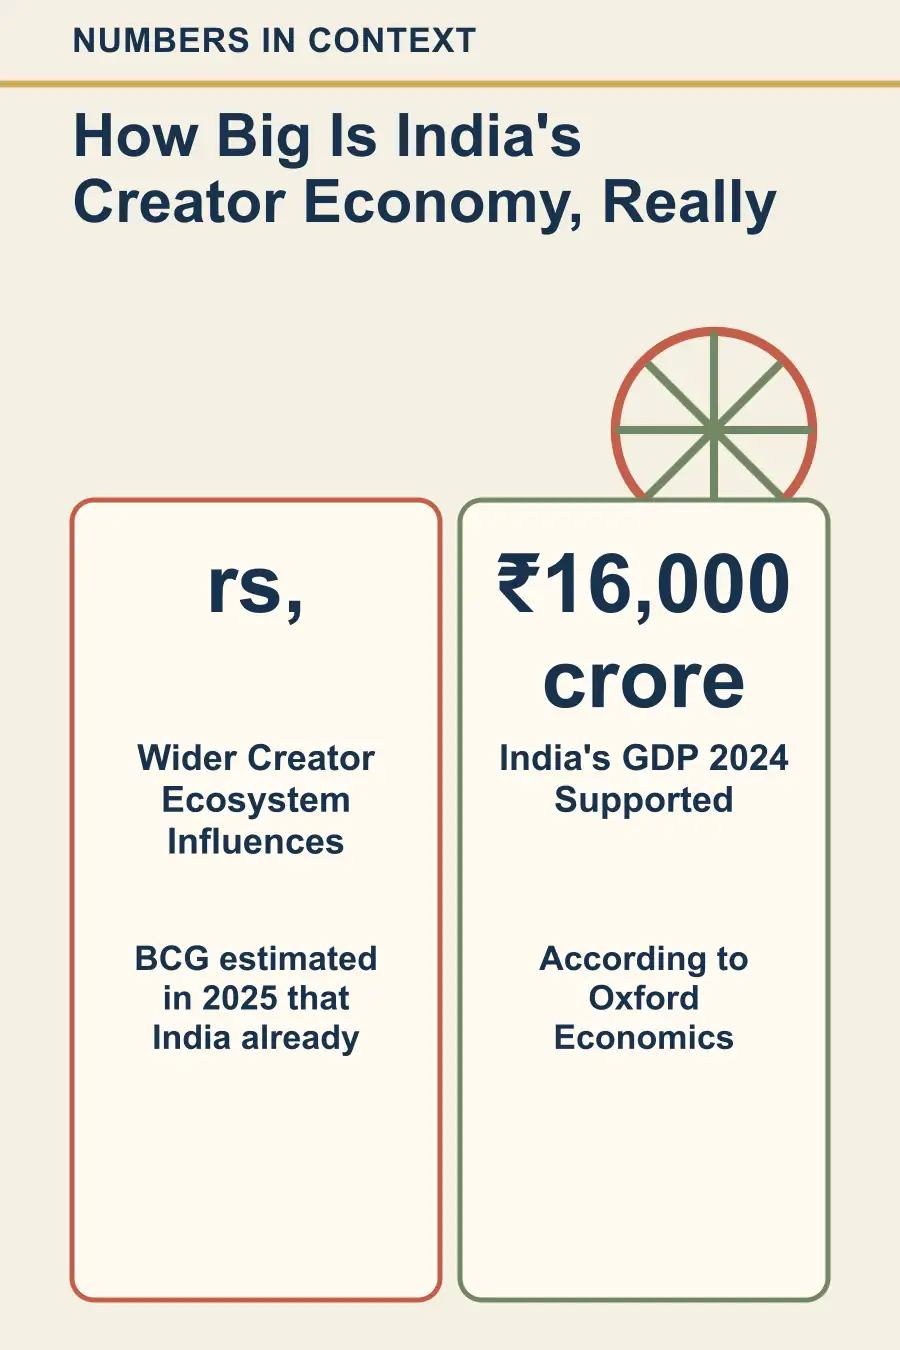 NUMBERS IN CONTEXT
How Big Is India's
Creator Economy, Really
rs,
Wider Creator
Ecosystem
Influences
BCG estimated
in 2025 that
India already
₹16,000
crore
India's GDP 2024
Supported
According to
Oxford
Economics